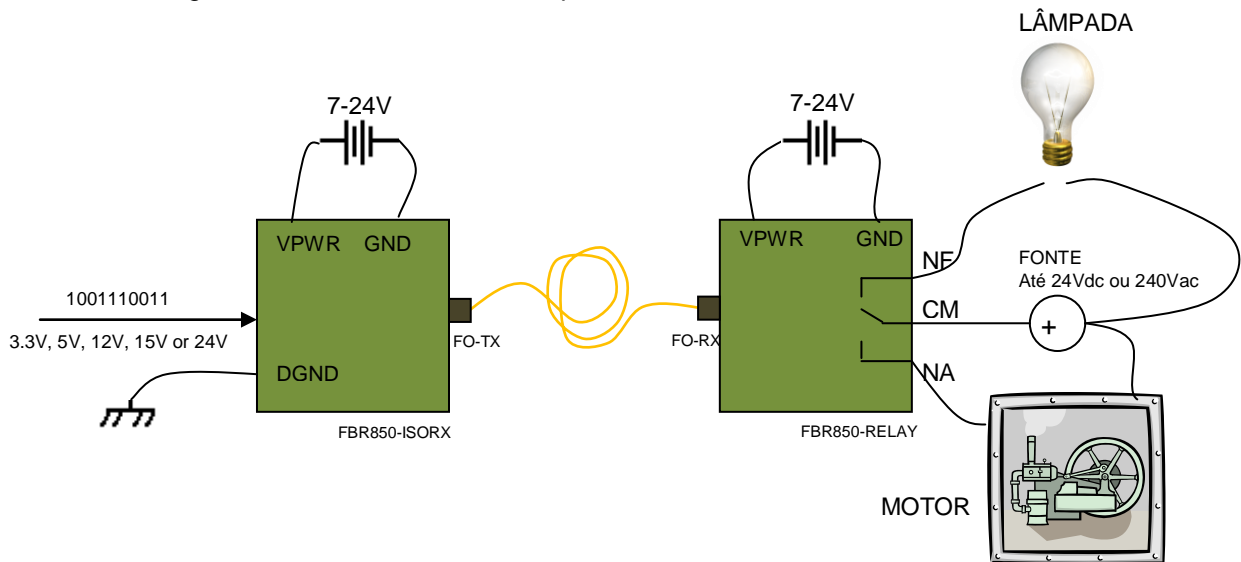 LÂMPADA
7-24V
7-24V
VPWR GND
VPWR GND
NF
FONTE
Até 24Vdc ou 240Vac
1001110011
CM
+
3.3V, 5V, 12V, 15V or 24V
FO-TX
FO-RX
DGND
NA
FBR850-ISORX
FBR850-RELAY
MOTOR